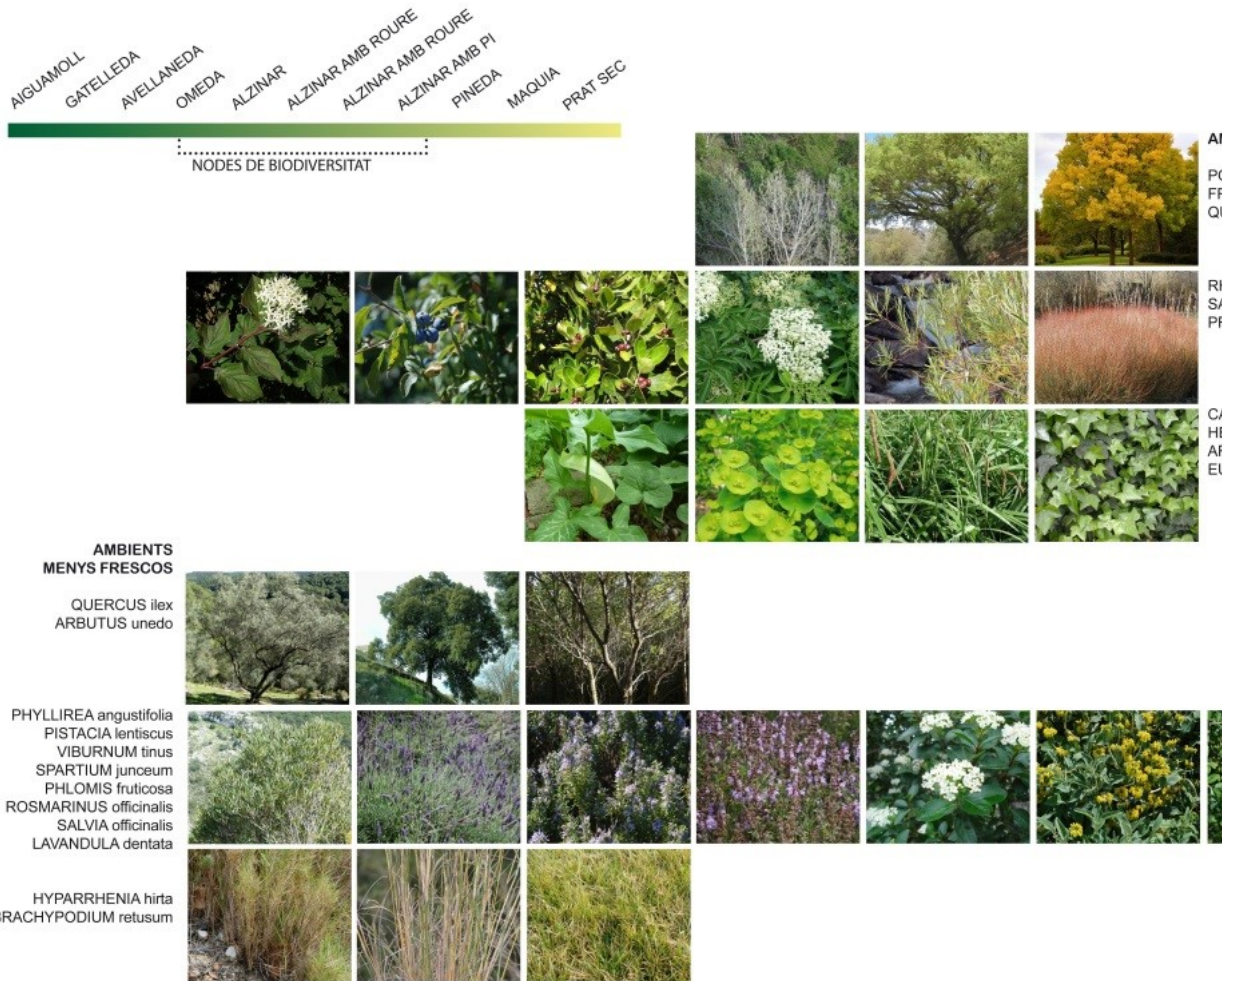 AIGUAMOLL
GATELLEDA
AVELLANEDA
OMEDA
ALZINAR
ALZINAR AMB ROURE
ALZINAR AMB ROURE
ALZINAR AMB PI
PINEDA
MAQUIA
PRAT SEC
NODES DE BIODIVERSITAT
AMBIENTS
MENYS FRESCOS
QUERCUS ilex
ARBUTUS unedo
PHYLLIREA angustifolia
PISTACIA lentiscus
VIBURNUM tinus
SPARTIUM junceum
PHLOMIS fruticosa
ROSMARINUS officinalis
SALVIA officinalis
LAVANDULA dentata
HYPARRHENIA hirta
BRACHYPODIUM retusum